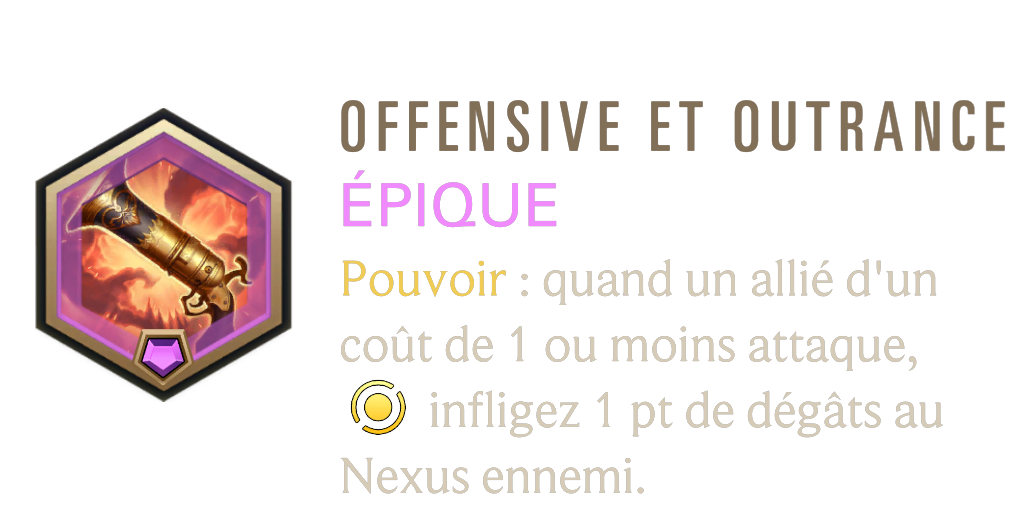 OFFENSIVE ET OUTRANCE
ÉPIQUE
Pouvoir : quand un allié d'un
coût de 1 ou moins attaque,
infligez 1 pt de dégâts au
Nexus ennemi.